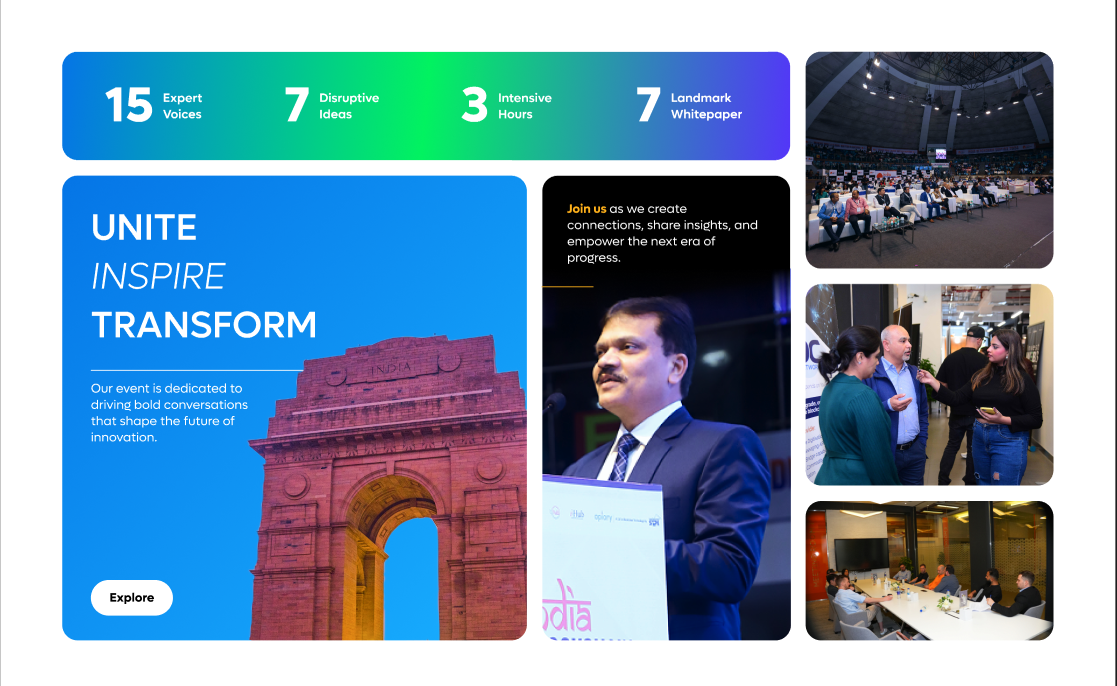 15 Expert
Voices
7 Disruptive
Ideas
3 Intensive
Hours
7 Landmark
Whitepaper
UNITE
INSPIRE
TRANSFORM
Our event is dedicated to
driving bold conversations
that shape the future of
innovation.
Explore
INDIA
Join us as we create
connections, share insights, and
empower the next era of
progress.